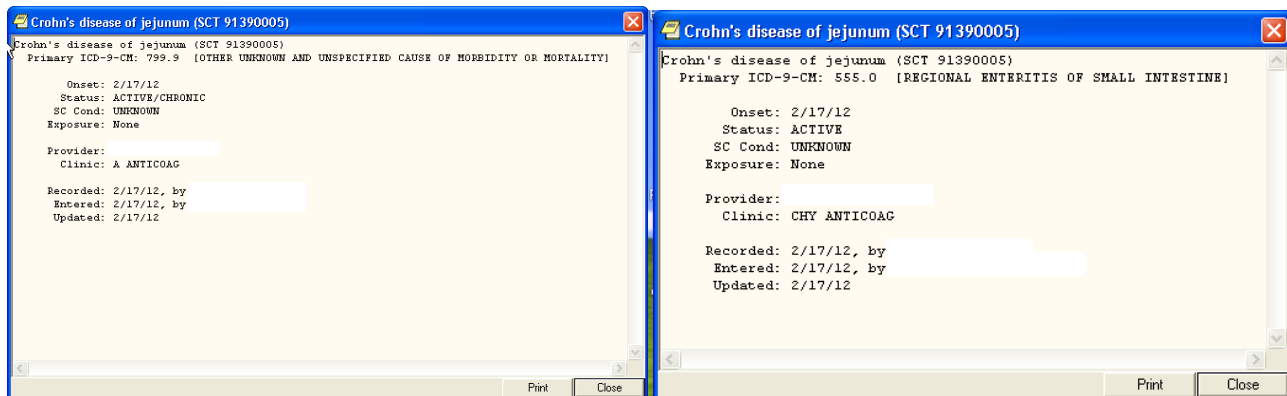 Crohn's disease of jejunum (SCT 91390005)
Crohn's disease of jejunum (SCT 91390005)
Primary ICD-9-CM: 799.9 [OTHER UNKNOWN AND UNSPECIFIED CAUSE OF MORBIDITY OR MORTALITY]
Onset: 2/17/12
Status: ACTIVE/CHRONIC
SC Cond: UNKNOWN
Exposure: None
Provider:
Clinic: A ANTICOAG
Recorded: 2/17/12, by
Entered: 2/17/12, by
Updated: 2/17/12
Print Close
Crohn's disease of jejunum (SCT 91390005)
Crohn's disease of jejunum (SCT 91390005)
Primary ICD-9-CM: 555.0 [REGIONAL ENTERITIS OF SMALL INTESTINE]
Onset: 2/17/12
Status: ACTIVE
SC Cond: UNKNOWN
Exposure: None
Provider:
Clinic: CHY ANTICOAG
Recorded: 2/17/12, by
Entered: 2/17/12, by
Updated: 2/17/12
Print Close